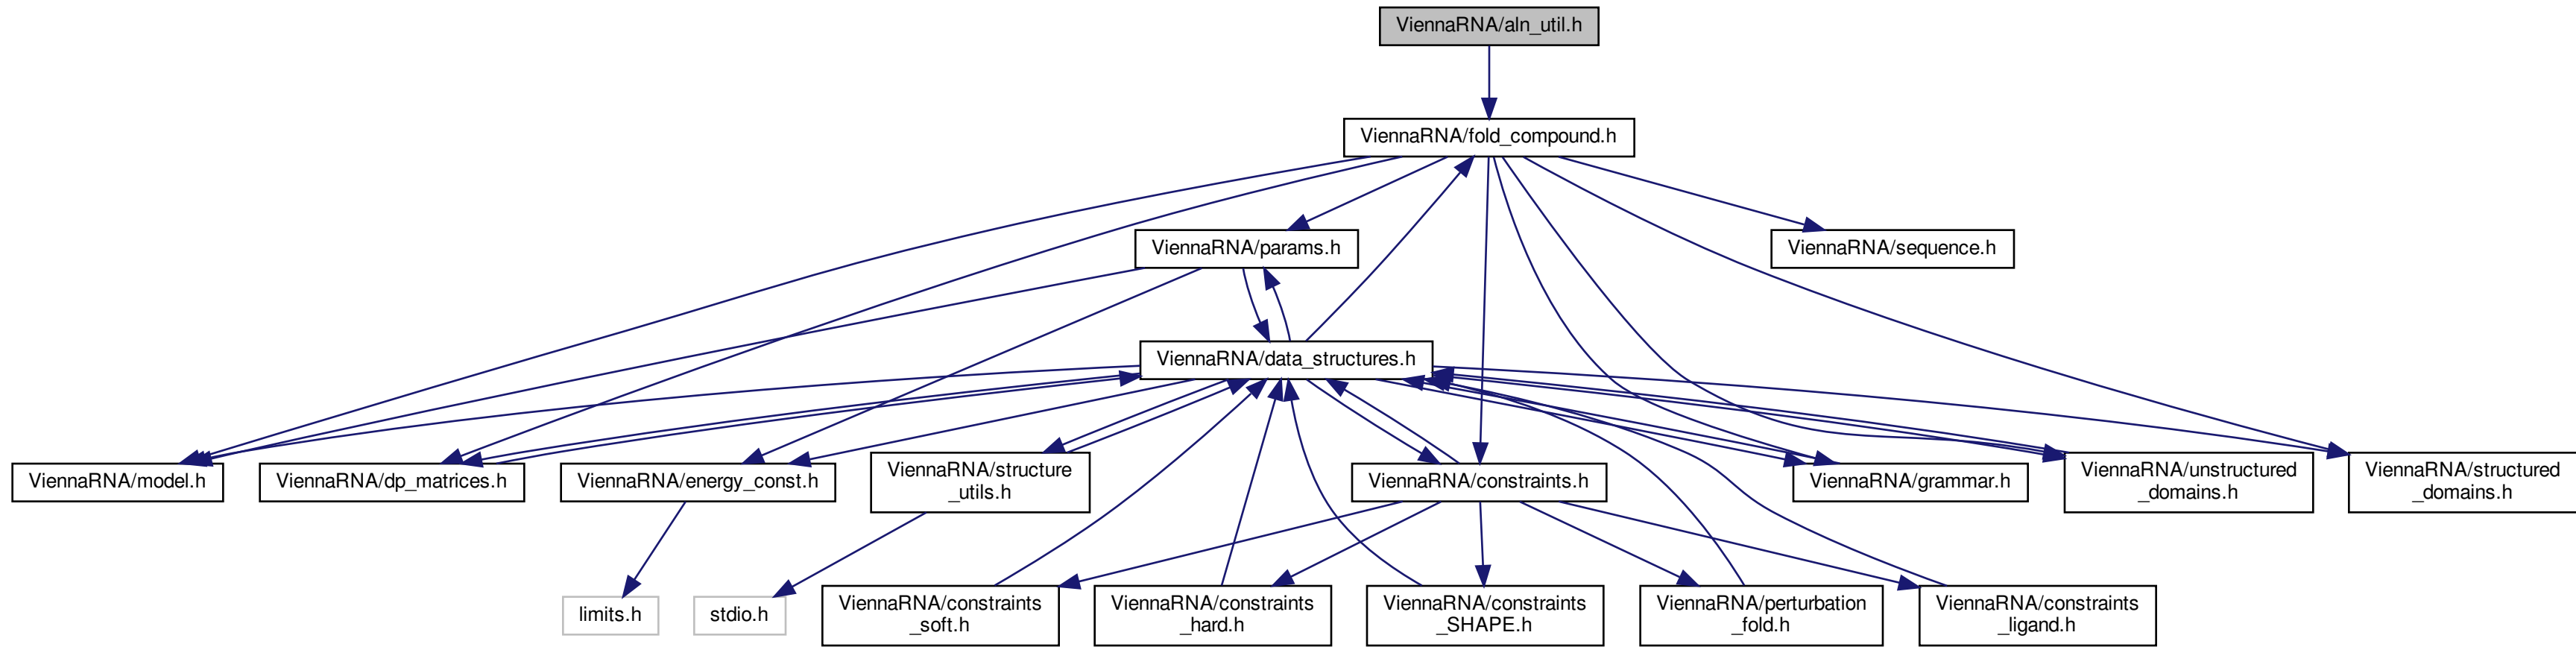 ViennaRNA/aln_util.h
ViennaRNA/fold_compound.h
ViennaRNA/params.h
ViennaRNA/sequence.h
ViennaRNA/data_structures.h
ViennaRNA/model.h
ViennaRNA/dp_matrices.h
ViennaRNA/energy_const.h
ViennaRNA/structure
_utils.h
ViennaRNA/constraints.h
ViennaRNA/grammar.h
ViennaRNA/unstructured
_domains.h
ViennaRNA/structured
_domains.h
limits.h
stdio.h
ViennaRNA/constraints
_soft.h
ViennaRNA/constraints
_hard.h
ViennaRNA/constraints
_SHAPE.h
ViennaRNA/perturbation
_fold.h
ViennaRNA/constraints
_ligand.h